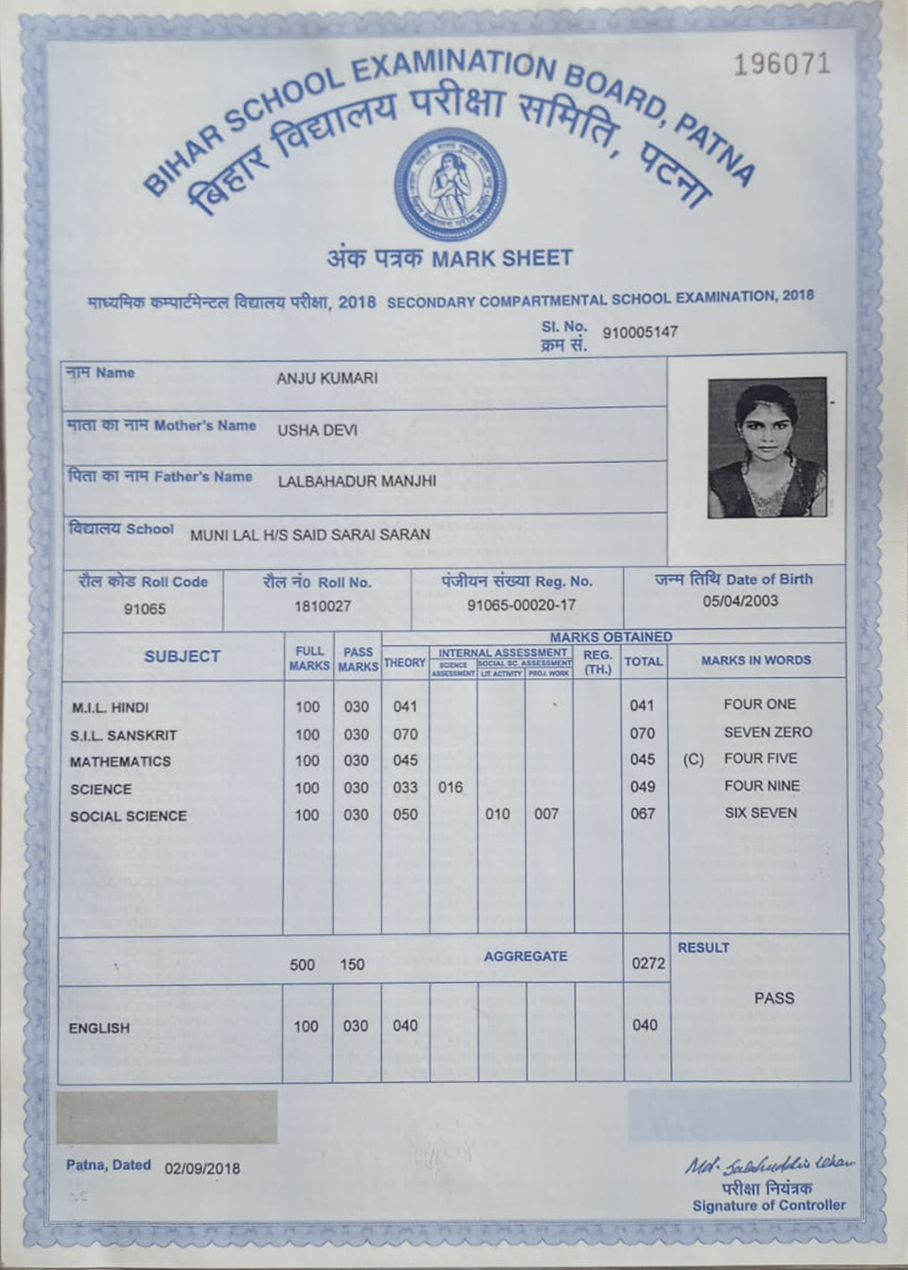 196071
BIHAR SCHOOL EXAMINATION BOARD, PATNA
बिहार विद्यालय परीक्षा समिति, पटना
अंक पत्रक MARK SHEET
माध्यमिक कम्पार्टमेन्टल विद्यालय परीक्षा, 2018 SECONDARY COMPARTMENTAL SCHOOL EXAMINATION, 2018
Sl. No. 910005147
क्रम सं.
नाम Name ANJU KUMARI
माता का नाम Mother's Name USHA DEVI
पिता का नाम Father's Name LALBAHADUR MANJHI
विद्यालय School MUNI LAL H/S SAID SARAI SARAN
रौल कोड Roll Code रौल नं0 Roll No. पंजीयन संख्या Reg. No. जन्म तिथि Date of Birth
91065 1810027 91065-00020-17 05/04/2003
MARKS OBTAINED
SUBJECT FULL MARKS PASS MARKS THEORY INTERNAL ASSESSMENT REG. (TH.) TOTAL MARKS IN WORDS
SCIENCE ASSESSMENT SOCIAL SC. ASSESSMENT
LIT. ACTIVITY PROJ. WORK
M.I.L. HINDI 100 030 041 041 FOUR ONE
S.I.L. SANSKRIT 100 030 070 070 SEVEN ZERO
MATHEMATICS 100 030 045 045 (C) FOUR FIVE
SCIENCE 100 030 033 016 049 FOUR NINE
SOCIAL SCIENCE 100 030 050 010 007 067 SIX SEVEN
500 150 AGGREGATE 0272 RESULT
PASS
ENGLISH 100 030 040 040
Patna, Dated 02/09/2018
परीक्षा नियंत्रक
Signature of Controller